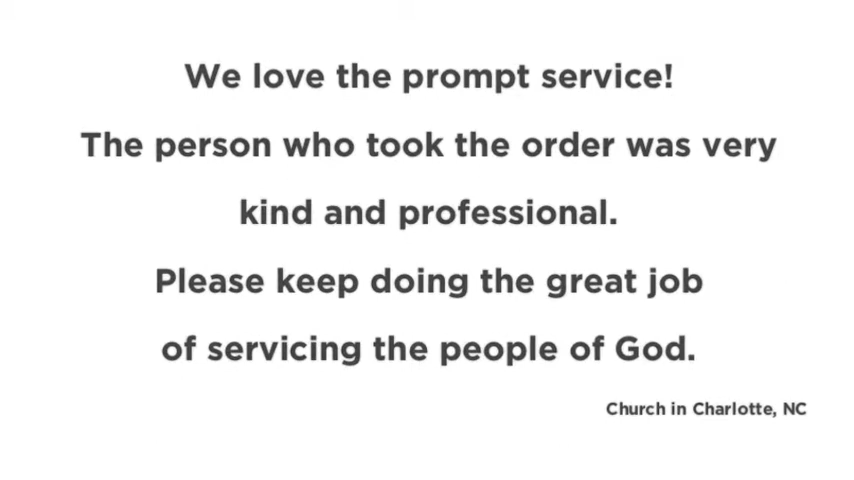 We love the prompt service!
The person who took the order was very
kind and professional.
Please keep doing the great job
of servicing the people of God.
Church in Charlotte, NC